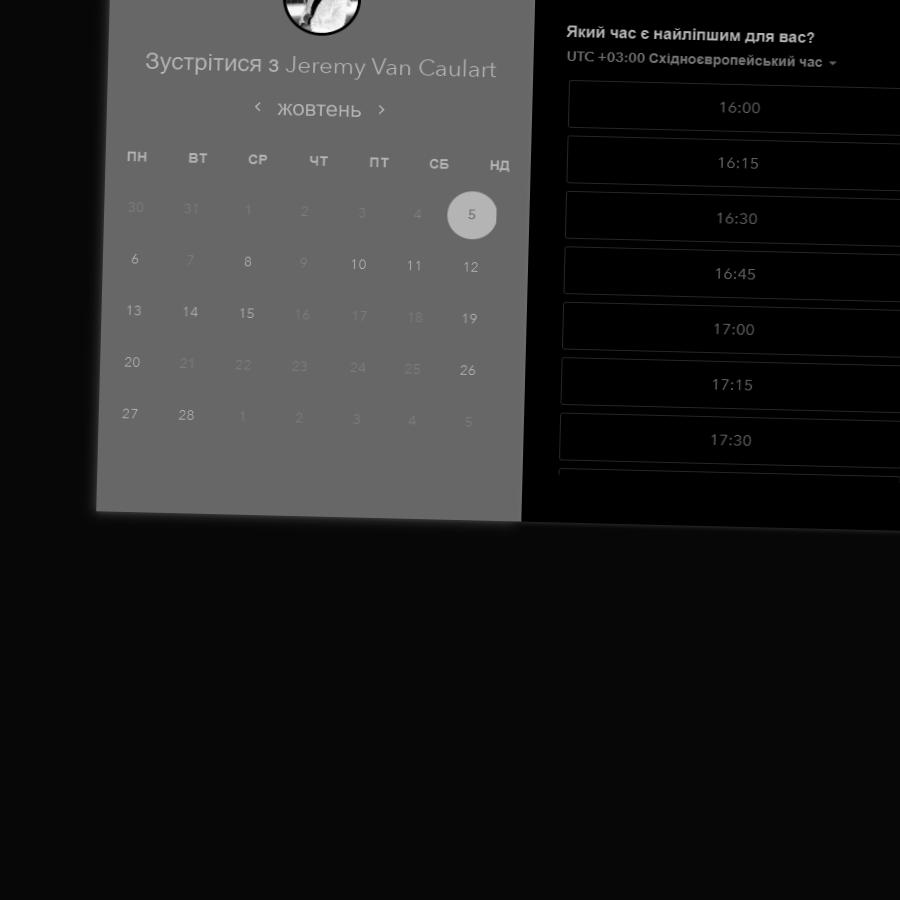 Зустрітися з Jeremy Van Caulart
жовтень
ПН ВТ СР ЧТ ПТ СБ НД
30 31 1 2 3 4 5
6 7 8 9 10 11 12
13 14 15 16 17 18 19
20 21 22 23 24 25 26
27 28 1 2 3 4 5
Який час є найліпшим для вас?
UTC +03:00 Східноєвропейський час
16:00
16:15
16:30
16:45
17:00
17:15
17:30